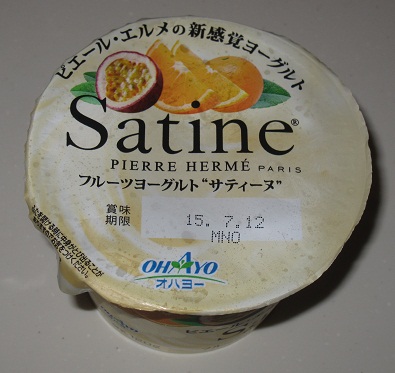 ピエール・エルメの新感覚ヨーグルト
Satine®
PIERRE HERMÉ PARIS
フルーツヨーグルト“サティーヌ”
賞味
期限
15. 7.12
MNO
OHAYO
オハヨー